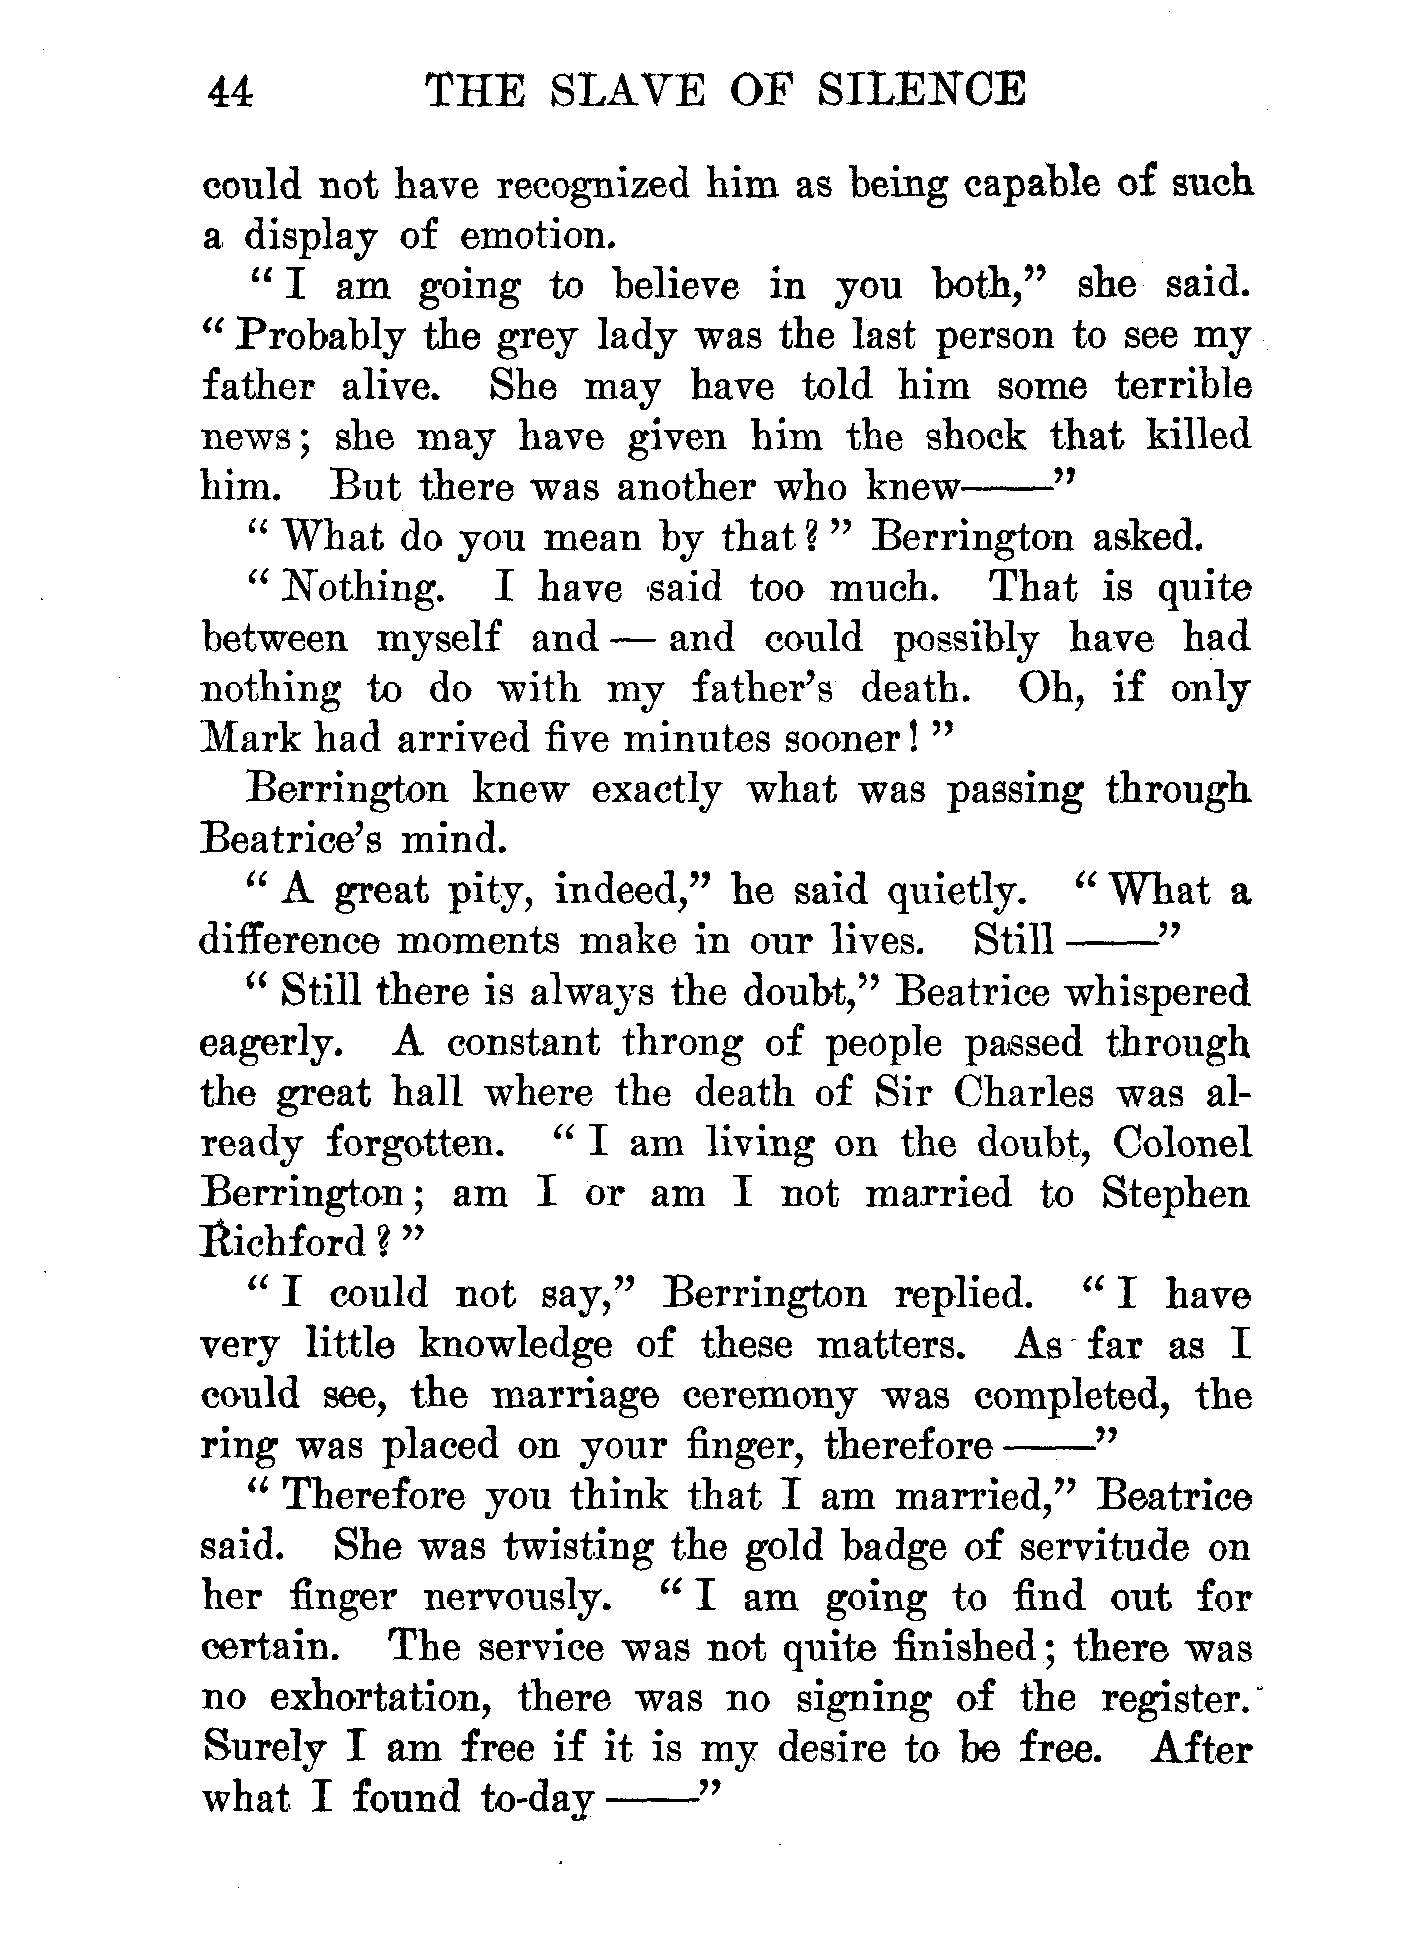 44 THE SLAVE OF SILENCE
could not have recognized him as being capable of such
a display of emotion.
“I am going to believe in you both,” she said.
“Probably the grey lady was the last person to see my
father alive. She may have told him some terrible
news; she may have given him the shock that killed
him. But there was another who knew——”
“What do you mean by that?” Berrington asked.
“Nothing. I have said too much. That is quite
between myself and — and could possibly have had
nothing to do with my father’s death. Oh, if only
Mark had arrived five minutes sooner!”
Berrington knew exactly what was passing through
Beatrice’s mind.
“A great pity, indeed,” he said quietly. “What a
difference moments make in our lives. Still ——”
“Still there is always the doubt,” Beatrice whispered
eagerly. A constant throng of people passed through
the great hall where the death of Sir Charles was al-
ready forgotten. “I am living on the doubt, Colonel
Berrington; am I or am I not married to Stephen
Richford?”
“I could not say,” Berrington replied. “I have
very little knowledge of these matters. As far as I
could see, the marriage ceremony was completed, the
ring was placed on your finger, therefore ——”
“Therefore you think that I am married,” Beatrice
said. She was twisting the gold badge of servitude on
her finger nervously. “I am going to find out for
certain. The service was not quite finished; there was
no exhortation, there was no signing of the register.
Surely I am free if it is my desire to be free. After
what I found to-day ——”